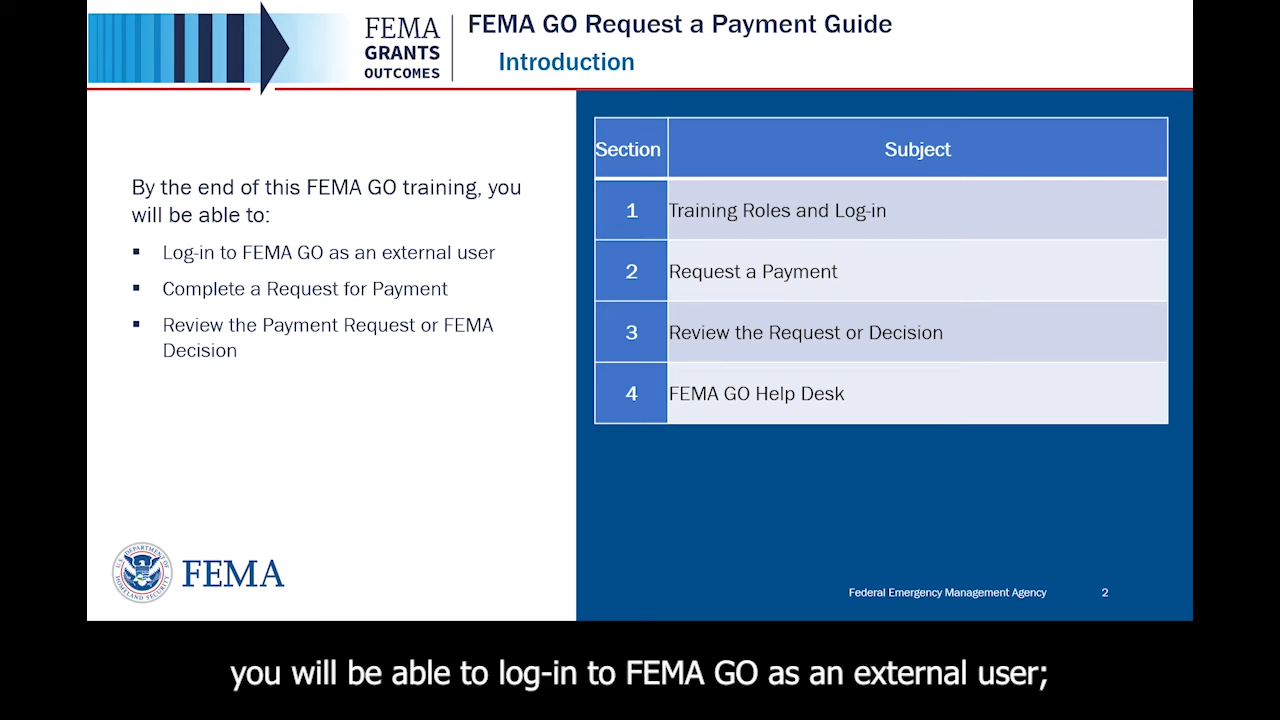 FEMA
GRANTS
OUTCOMES
FEMA GO Request a Payment Guide
Introduction
By the end of this FEMA GO training, you
will be able to:
▪ Log-in to FEMA GO as an external user
▪ Complete a Request for Payment
▪ Review the Payment Request or FEMA
Decision
Section Subject
1 Training Roles and Log-in
2 Request a Payment
3 Review the Request or Decision
4 FEMA GO Help Desk
U.S. DEPARTMENT OF
HOMELAND SECURITY
FEMA
Federal Emergency Management Agency 2
you will be able to log-in to FEMA GO as an external user;